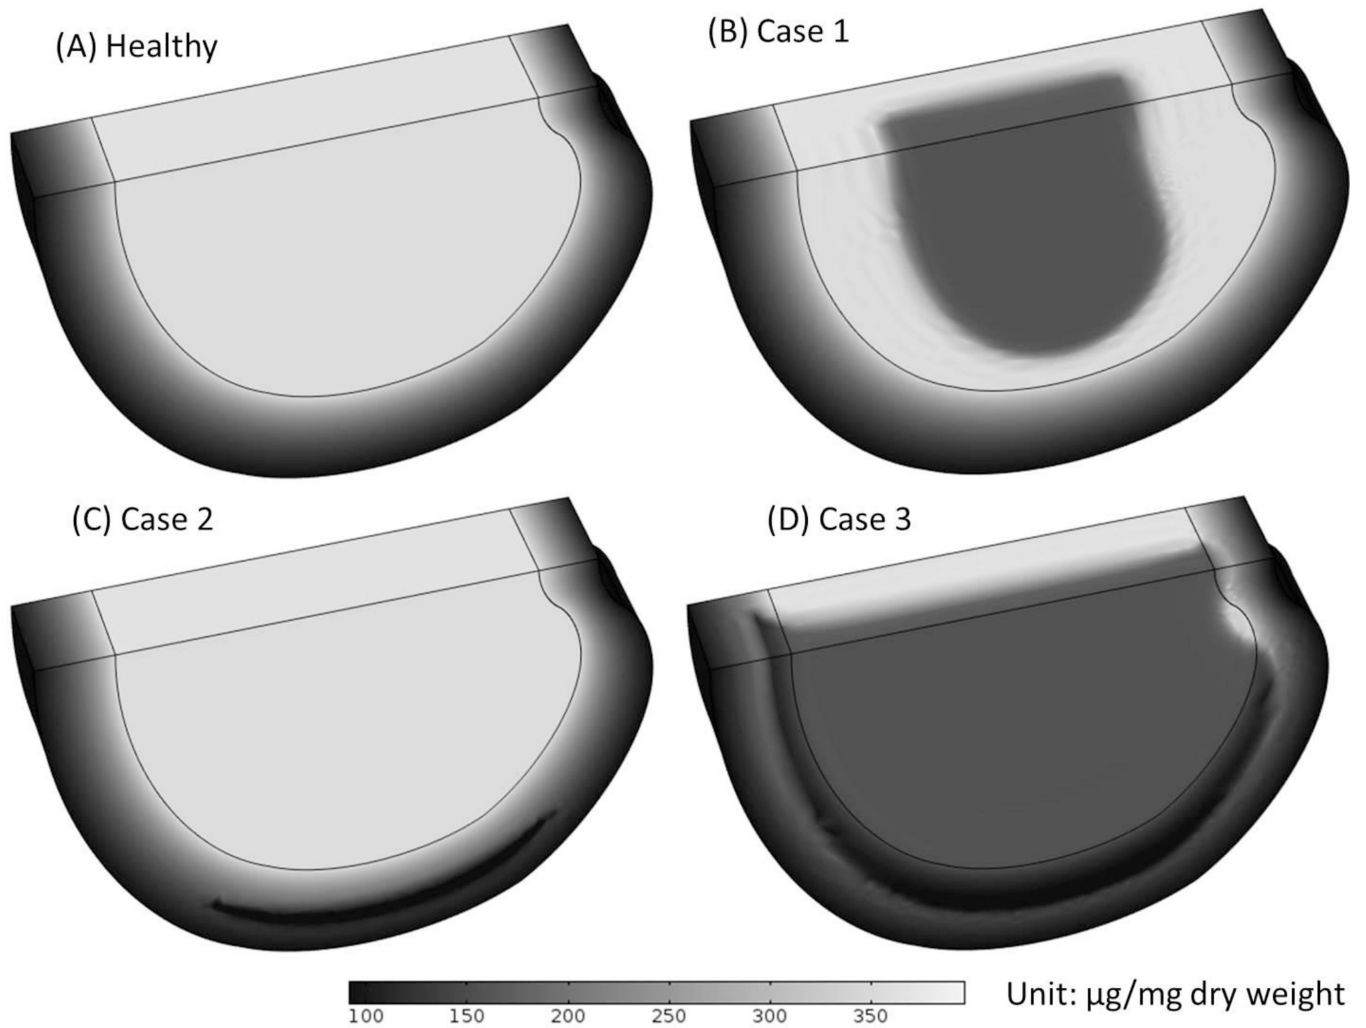 (A) Healthy
(B) Case 1
(C) Case 2
(D) Case 3
100 150 200 250 300 350
Unit: µg/mg dry weight